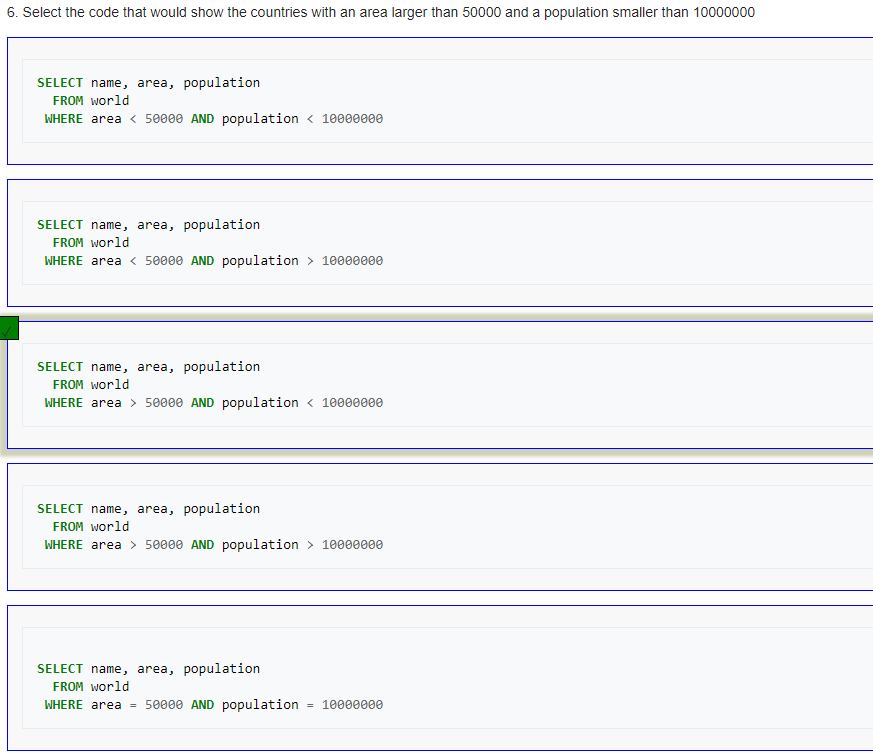 6. Select the code that would show the countries with an area larger than 50000 and a population smaller than 10000000
SELECT name, area, population
FROM world
WHERE area < 50000 AND population < 10000000
SELECT name, area, population
FROM world
WHERE area < 50000 AND population > 10000000
SELECT name, area, population
FROM world
WHERE area > 50000 AND population < 10000000
SELECT name, area, population
FROM world
WHERE area > 50000 AND population > 10000000
SELECT name, area, population
FROM world
WHERE area = 50000 AND population = 10000000